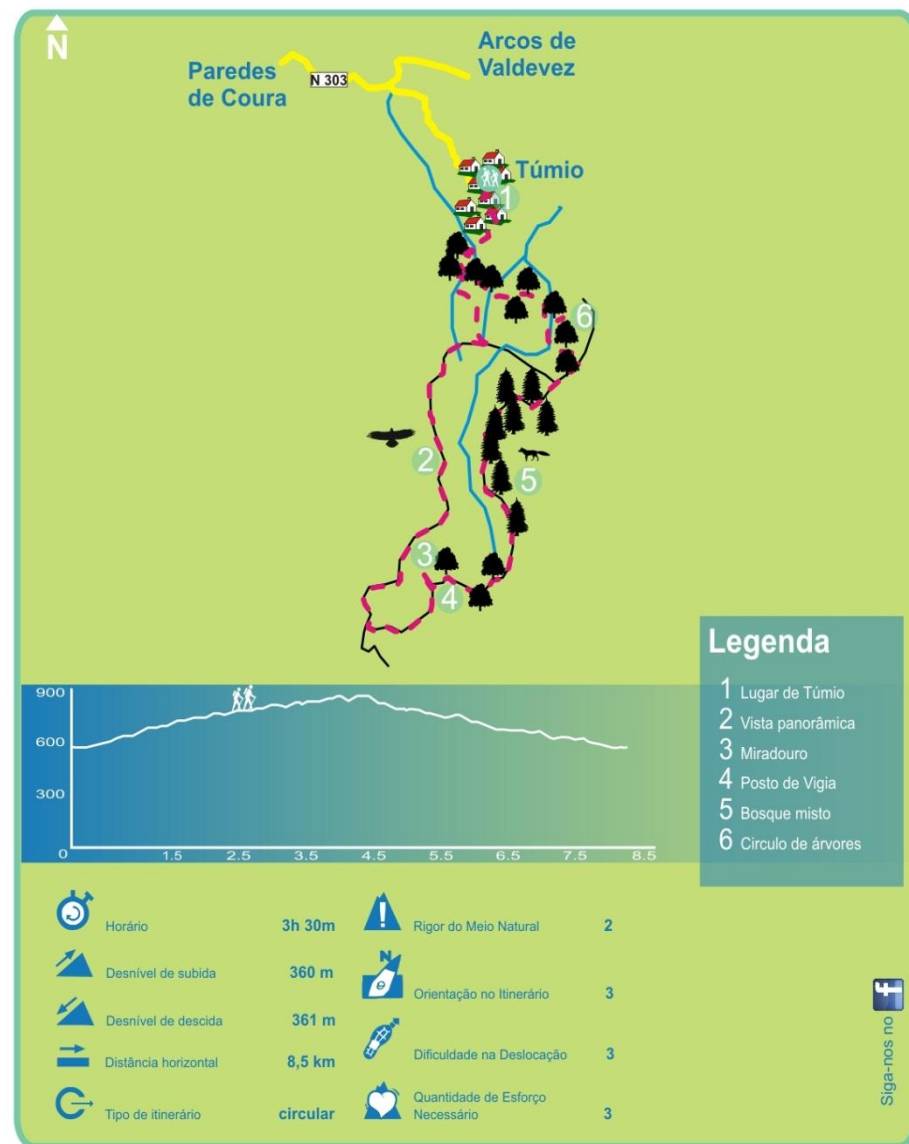 N
Arcos de
Valdevez
Paredes
de Coura
N 303
Túmio
1
6
2
5
3
4
Legenda
1 Lugar de Túmio
2 Vista panorâmica
3 Miradouro
4 Posto de Vigia
5 Bosque misto
6 Circulo de árvores
900
600
300
0 1.5 2.5 3.5 4.5 5.5 6.5 7.5 8.5
Horário 3h 30m
Desnível de subida 360 m
Desnível de descida 361 m
Distância horizontal 8,5 km
Tipo de itinerário circular
Rigor do Meio Natural 2
N
Orientação no Itinerário 3
Dificuldade na Deslocação 3
Quantidade de Esforço
Necessário 3
Siga-nos no f